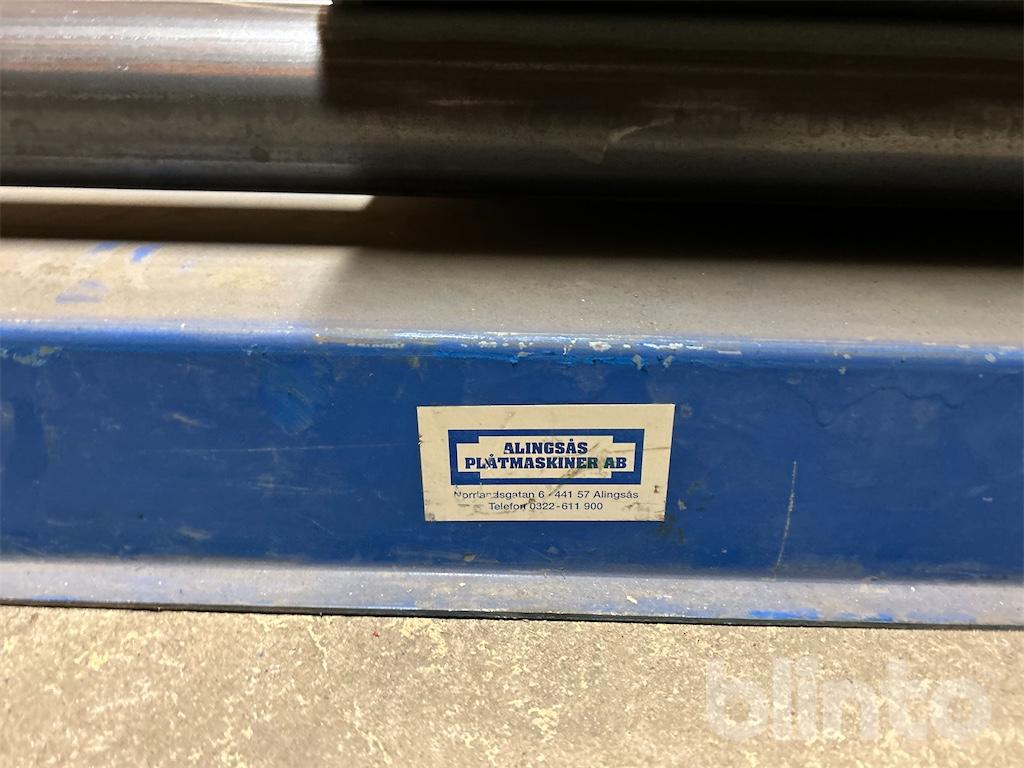 ALINGSÅS
PLÅTMASKINER AB
Norrlandsgatan 6 - 441 57 Alingsås
Telefon 0322-611 900
blinto